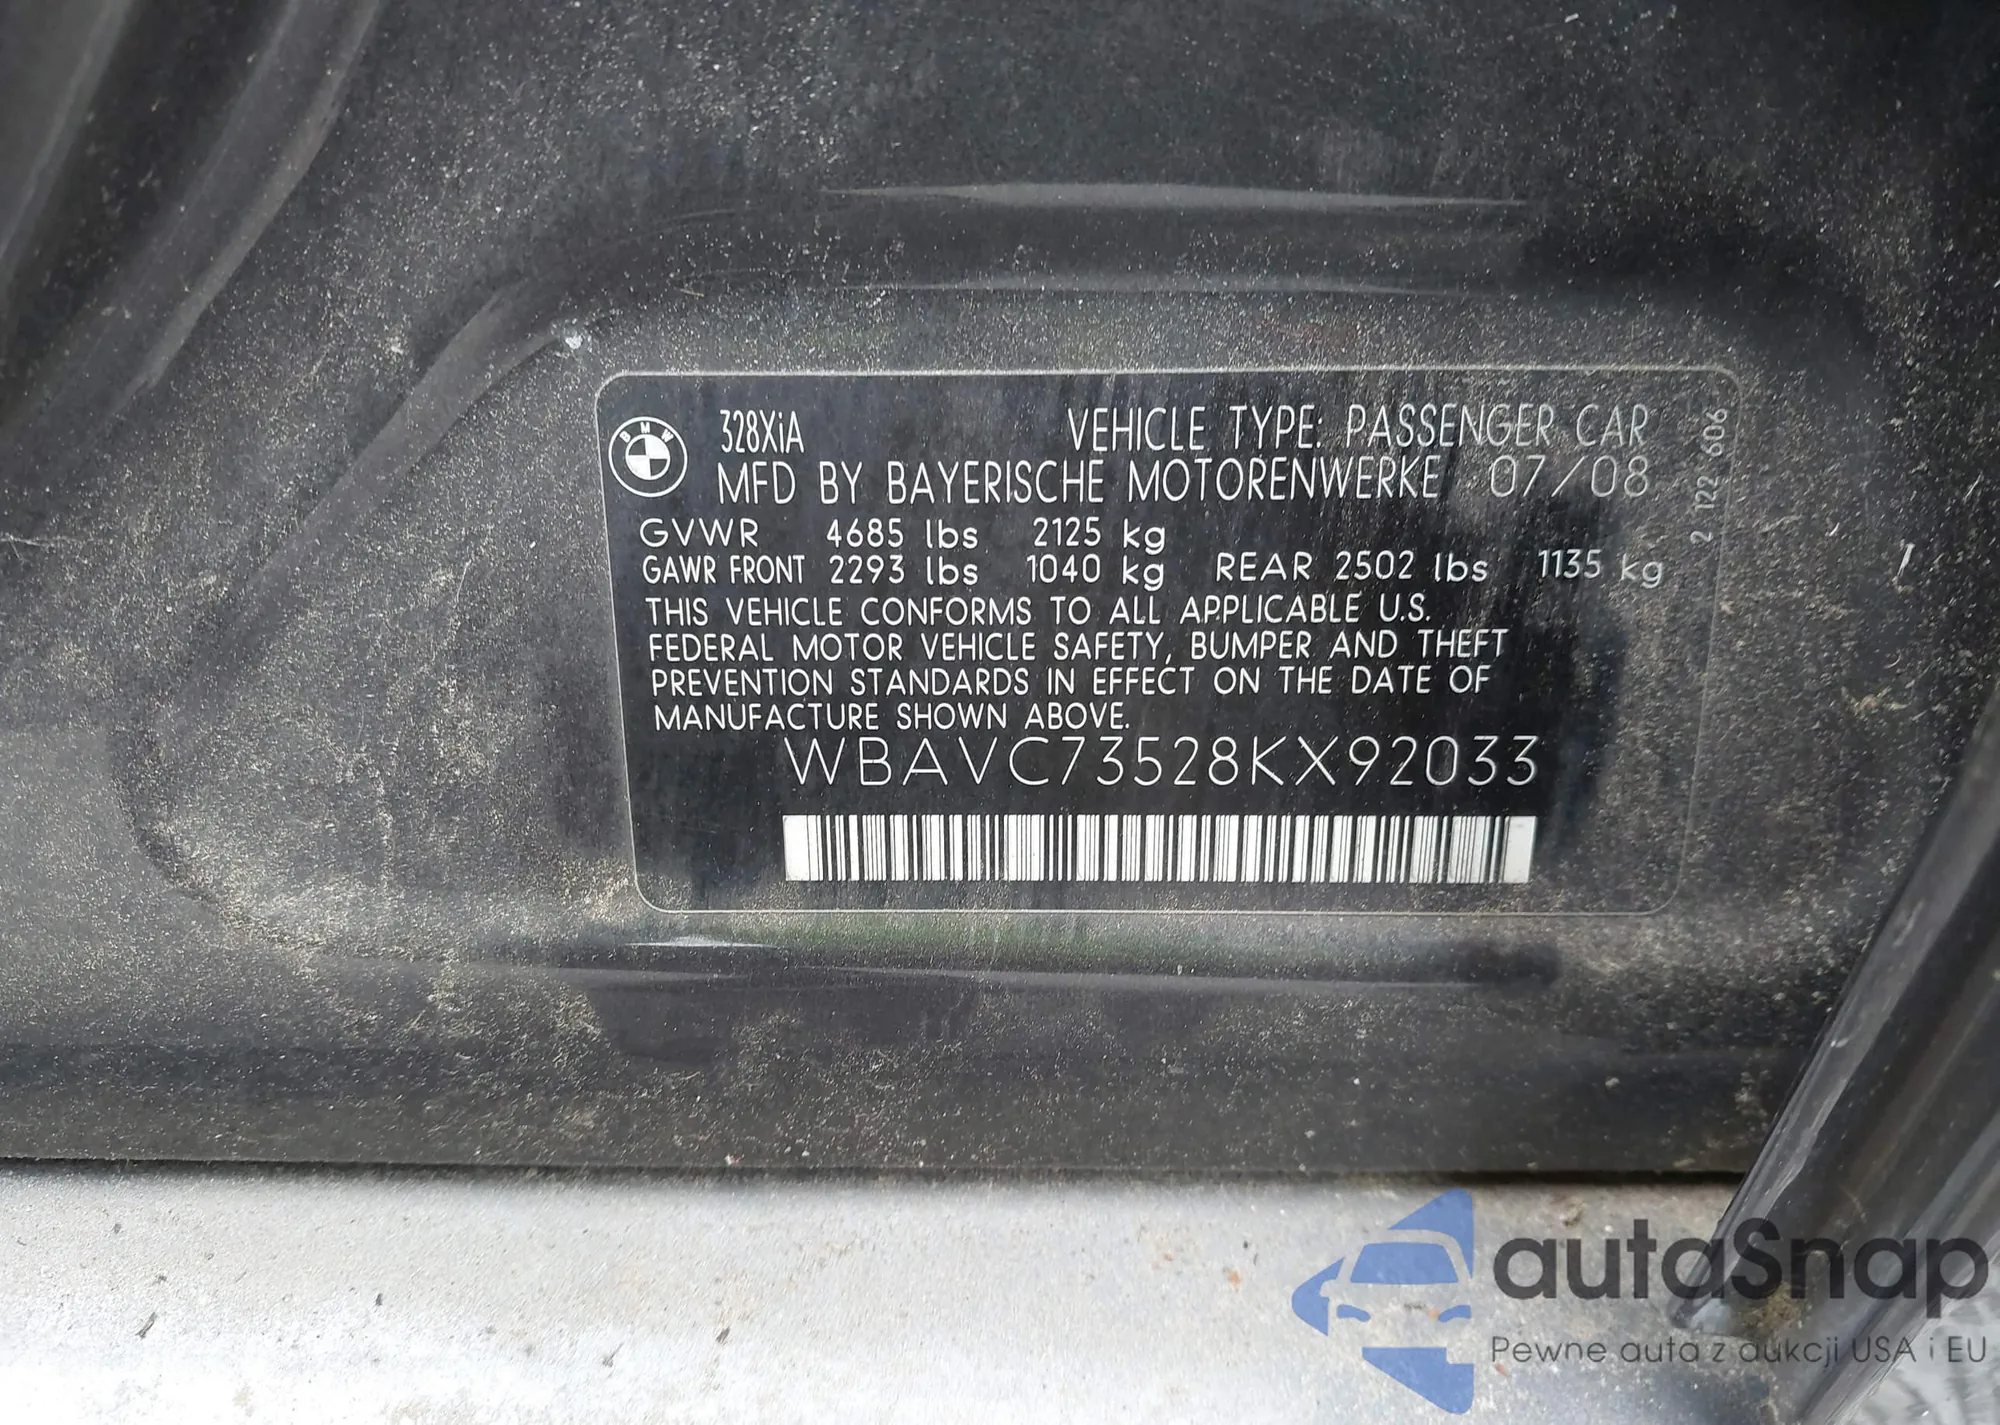 BMW
328XiA VEHICLE TYPE: PASSENGER CAR
MFD BY BAYERISCHE MOTORENWERKE 07/08
GVWR 4685 lbs 2125 kg
GAWR FRONT 2293 lbs 1040 kg REAR 2502 lbs 1135 kg
THIS VEHICLE CONFORMS TO ALL APPLICABLE U.S.
FEDERAL MOTOR VEHICLE SAFETY, BUMPER AND THEFT
PREVENTION STANDARDS IN EFFECT ON THE DATE OF
MANUFACTURE SHOWN ABOVE.
WBAVC73528KX92033
2 122 606
autaSnap
Pewne auta z aukcji USA i EU